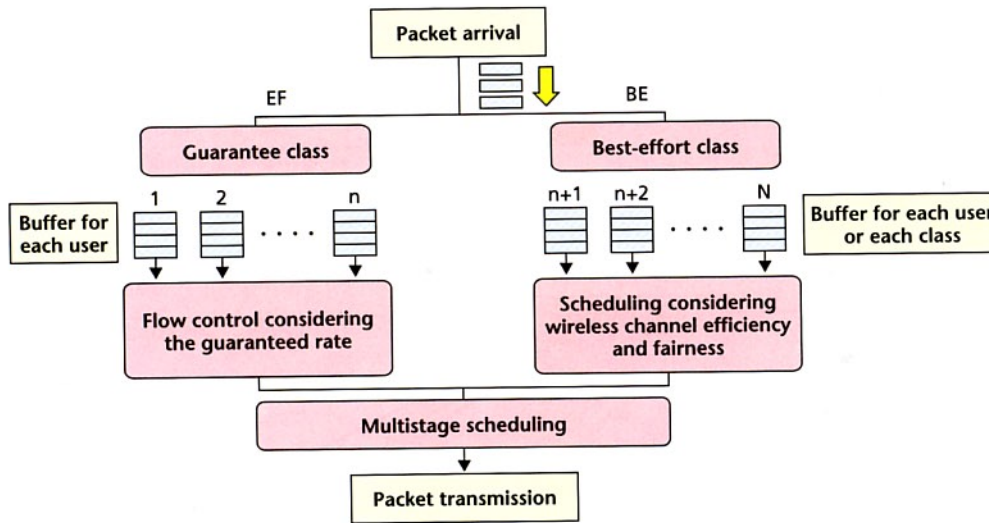 Packet arrival
EF
BE
Guarantee class
Best-effort class
1 2 . . . . n
n+1 n+2 . . . . N
Buffer for
each user
Buffer for each user
or each class
Flow control considering
the guaranteed rate
Scheduling considering
wireless channel efficiency
and fairness
Multistage scheduling
Packet transmission